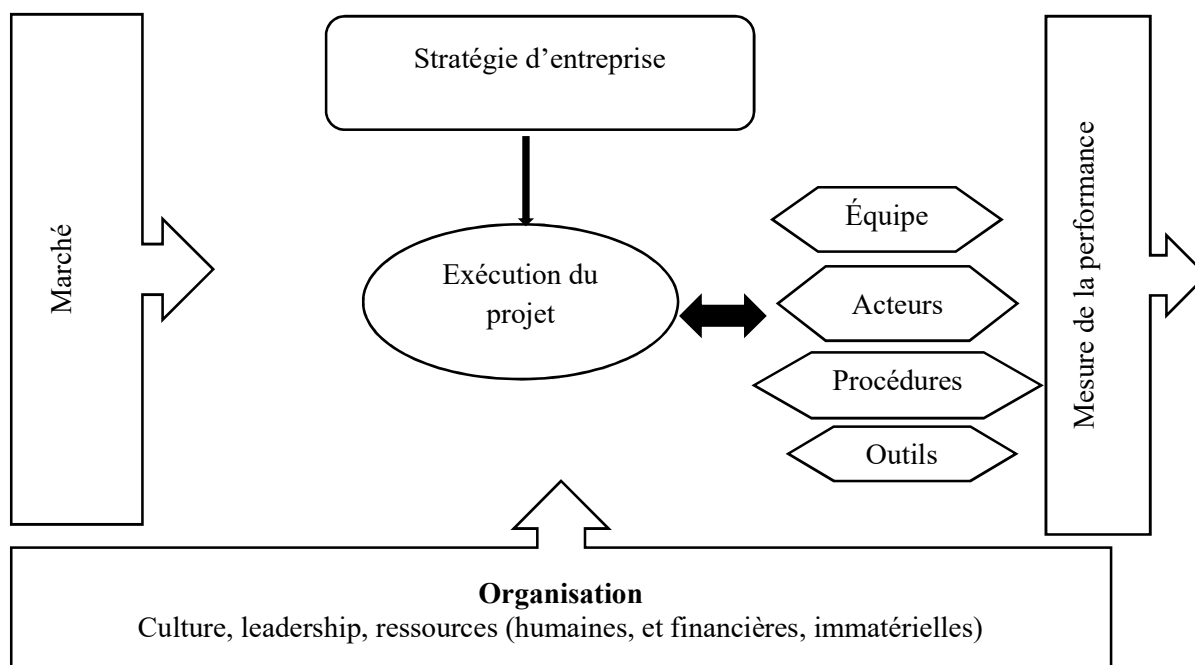 Stratégie d’entreprise
Marché
Exécution du
projet
Équipe
Acteurs
Procédures
Outils
Mesure de la performance
Organisation
Culture, leadership, ressources (humaines, et financières, immatérielles)